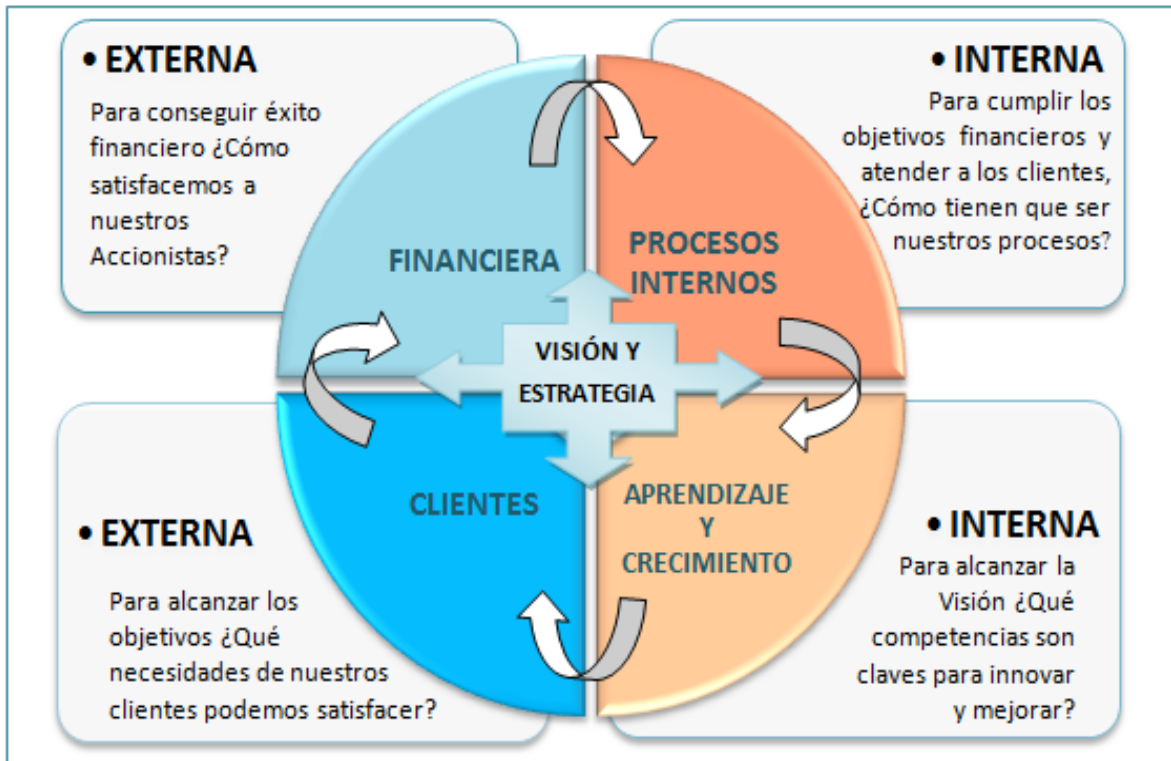 • EXTERNA
Para conseguir éxito
financiero ¿Cómo
satisfacemos a
nuestros
Accionistas?
• INTERNA
Para cumplir los
objetivos financieros y
atender a los clientes,
¿Cómo tienen que ser
nuestros procesos?
FINANCIERA
PROCESOS
INTERNOS
VISIÓN Y
ESTRATEGIA
CLIENTES
APRENDIZAJE
Y
CRECIMIENTO
• EXTERNA
Para alcanzar los
objetivos ¿Qué
necesidades de nuestros
clientes podemos satisfacer?
• INTERNA
Para alcanzar la
Visión ¿Qué
competencias son
claves para innovar
y mejorar?